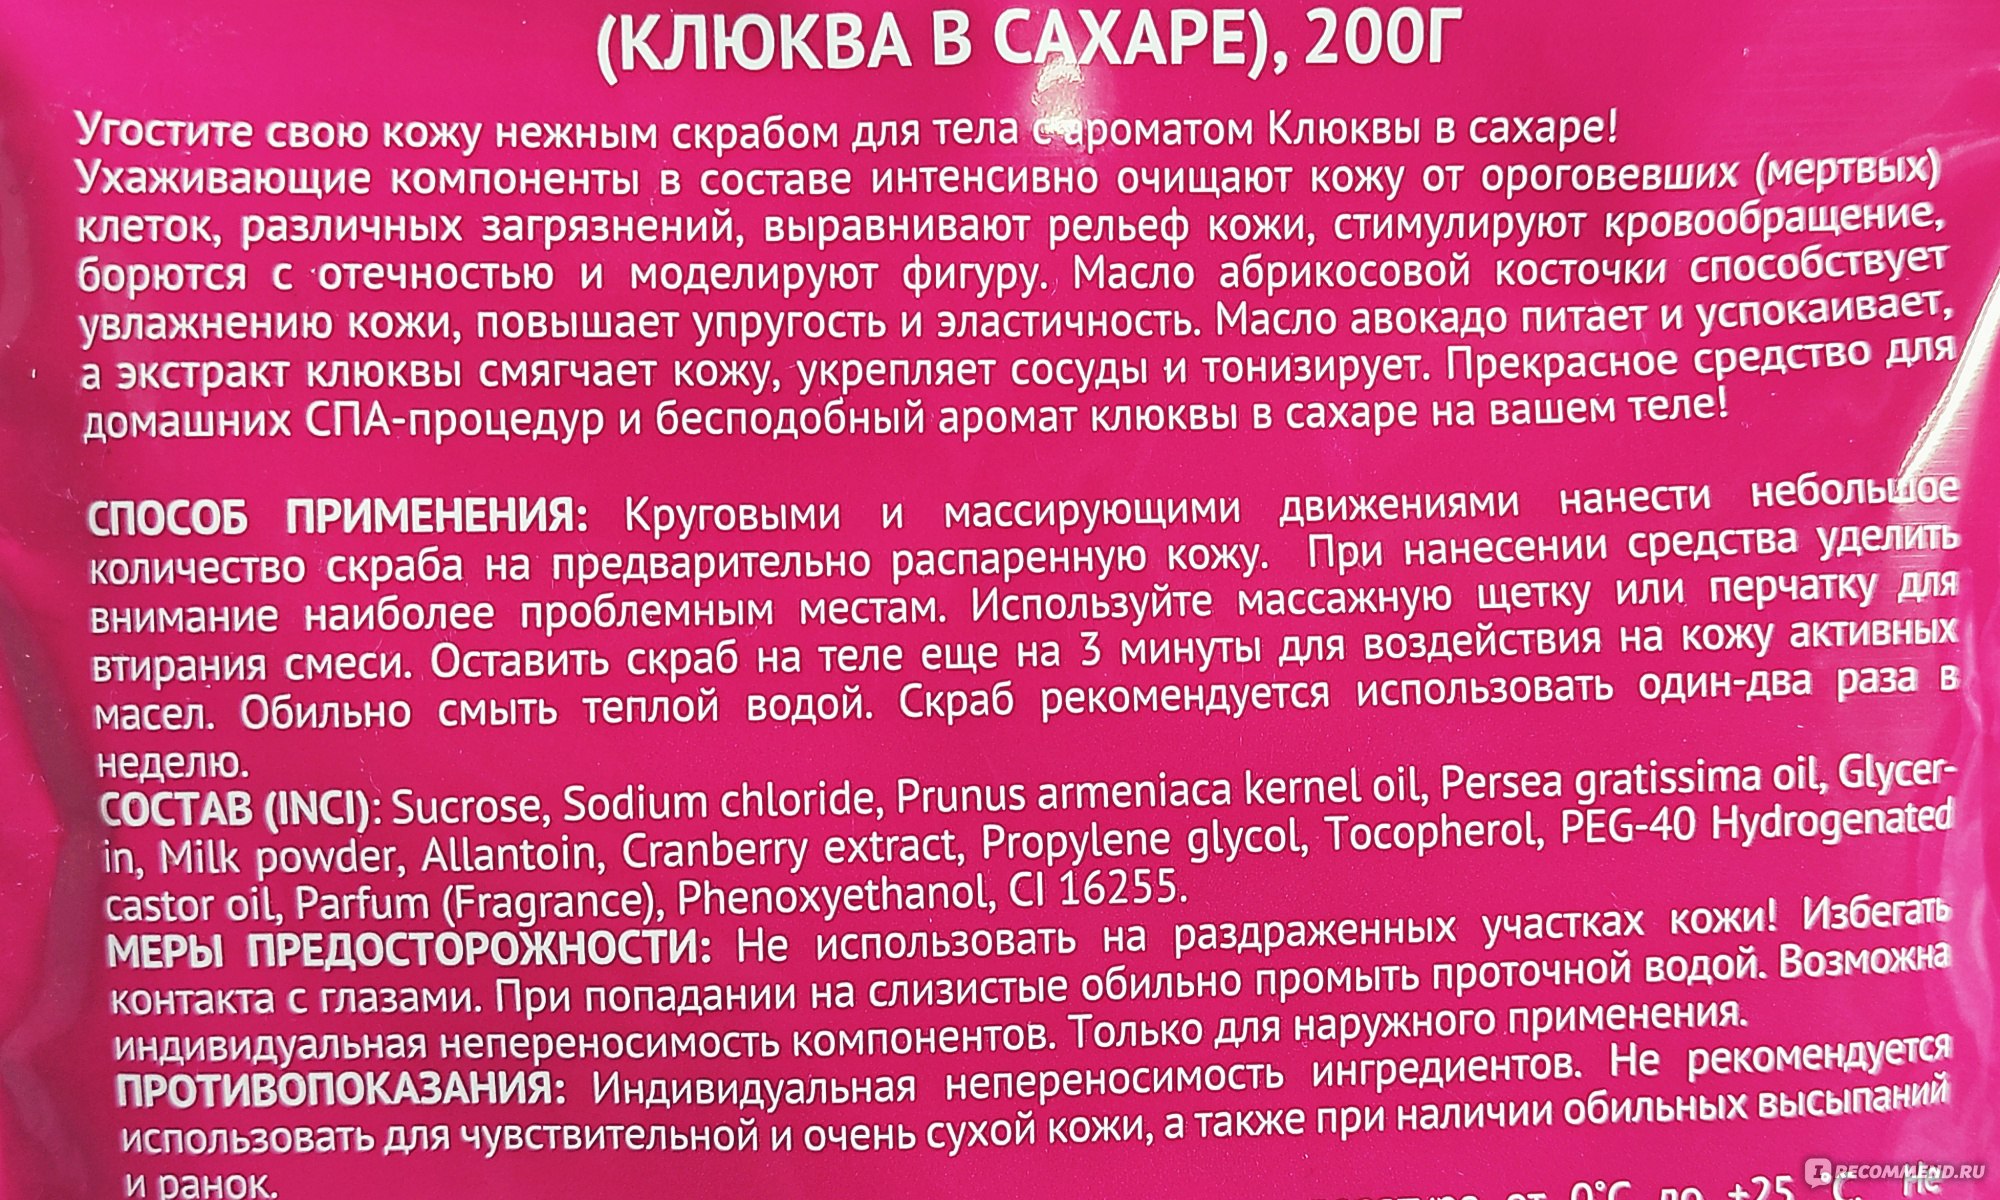 (КЛЮКВА В САХАРЕ), 200Г
Угостите свою кожу нежным скрабом для тела с ароматом Клюквы в сахаре!
Ухаживающие компоненты в составе интенсивно очищают кожу от ороговевших (мертвых)
клеток, различных загрязнений, выравнивают рельеф кожи, стимулируют кровообращение,
борются с отечностью и моделируют фигуру. Масло абрикосовой косточки способствует
увлажнению кожи, повышает упругость и эластичность. Масло авокадо питает и успокаивает,
а экстракт клюквы смягчает кожу, укрепляет сосуды и тонизирует. Прекрасное средство для
домашних СПА-процедур и бесподобный аромат клюквы в сахаре на вашем теле!
СПОСОБ ПРИМЕНЕНИЯ: Круговыми и массирующими движениями нанести небольшое
количество скраба на предварительно распаренную кожу. При нанесении средства уделить
внимание наиболее проблемным местам. Используйте массажную щетку или перчатку для
втирания смеси. Оставить скраб на теле еще на 3 минуты для воздействия на кожу активных
масел. Обильно смыть теплой водой. Скраб рекомендуется использовать один-два раза в
неделю.
СОСТАВ (INCI): Sucrose, Sodium chloride, Prunus armeniaca kernel oil, Persea gratissima oil, Glycer-
in, Milk powder, Allantoin, Cranberry extract, Propylene glycol, Tocopherol, PEG-40 Hydrogenated
castor oil, Parfum (Fragrance), Phenoxyethanol, CI 16255.
МЕРЫ ПРЕДОСТОРОЖНОСТИ: Не использовать на раздраженных участках кожи! Избегать
контакта с глазами. При попадании на слизистые обильно промыть проточной водой. Возможна
индивидуальная непереносимость компонентов. Только для наружного применения.
ПРОТИВОПОКАЗАНИЯ: Индивидуальная непереносимость ингредиентов. Не рекомендуется
использовать для чувствительной и очень сухой кожи, а также при наличии обильных высыпаний
и ранок.
от 0°С до +25 °С. Не
IRECOMMEND.RU